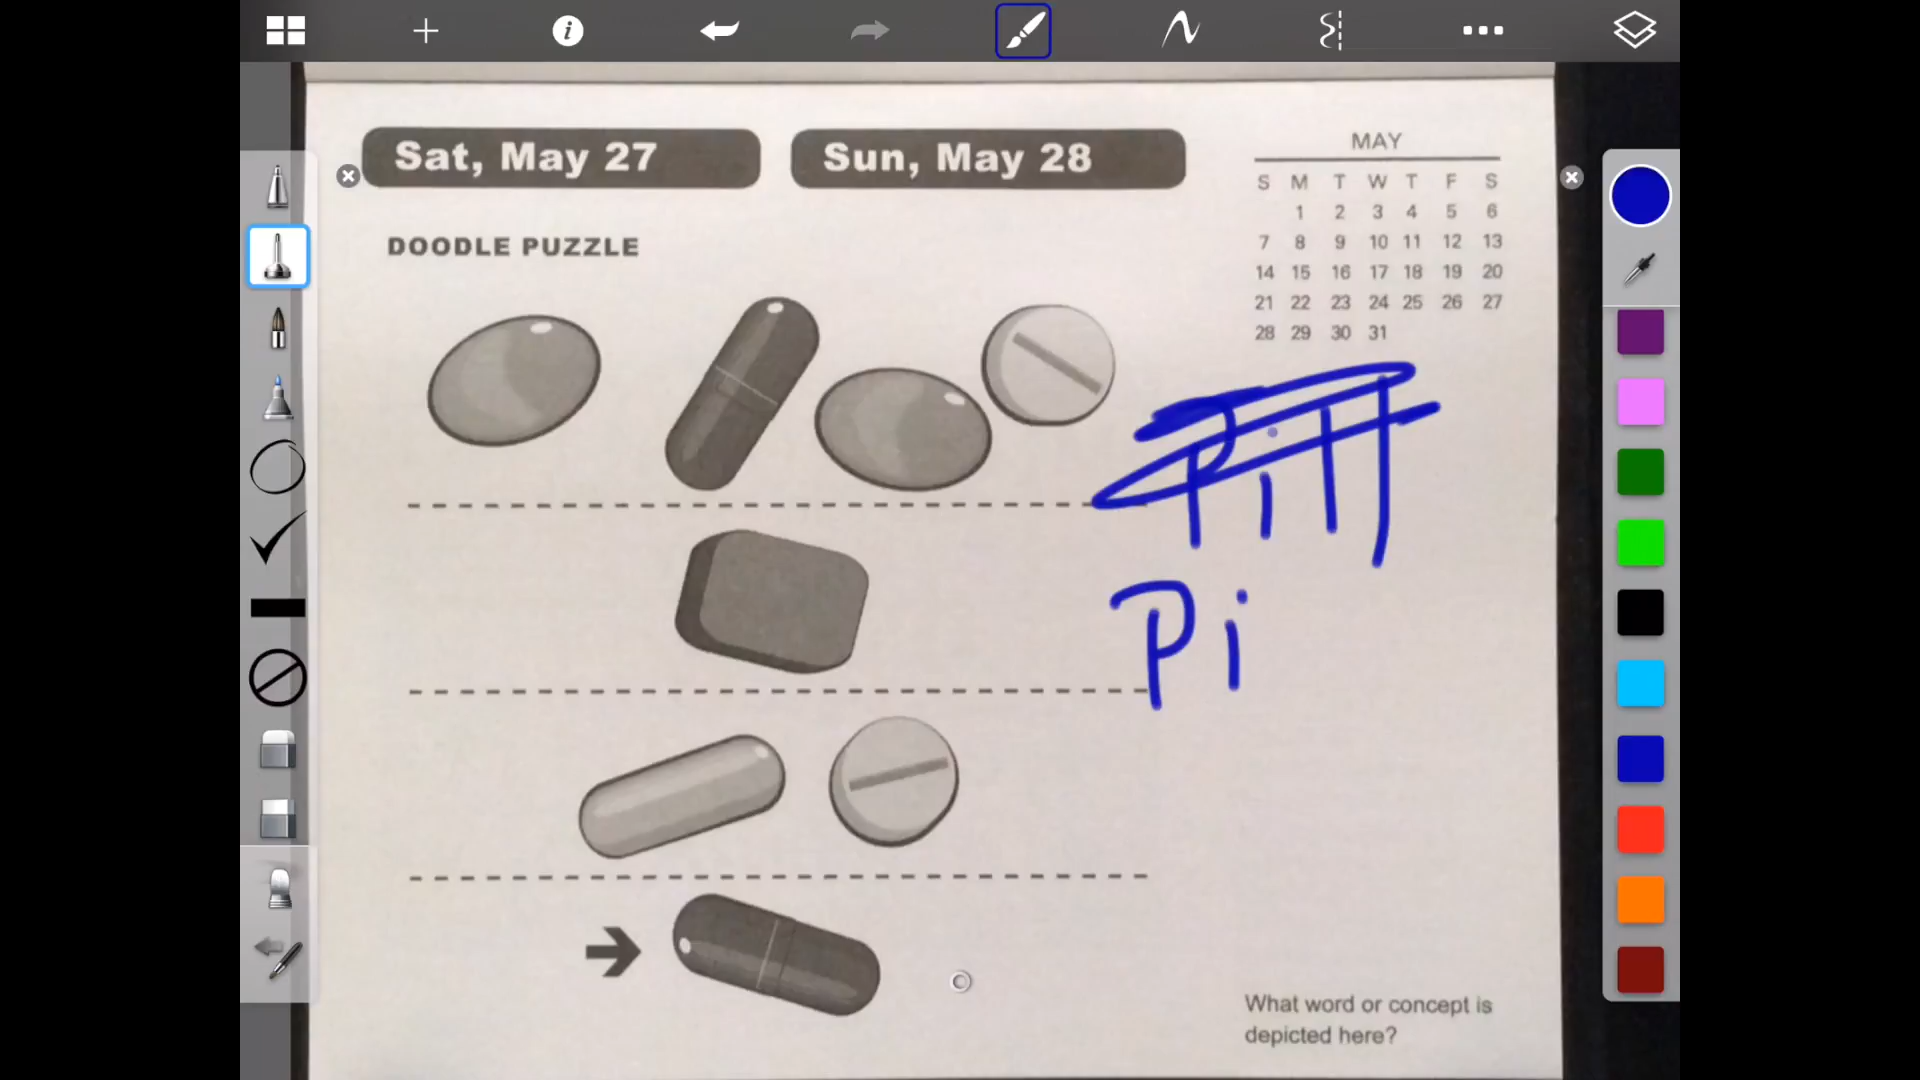 Sat, May 27
Sun, May 28
MAY
S M T W T F S
1 2 3 4 5 6
7 8 9 10 11 12 13
14 15 16 17 18 19 20
21 22 23 24 25 26 27
28 29 30 31
DOODLE PUZZLE
Pill
Pi
What word or concept is
depicted here?